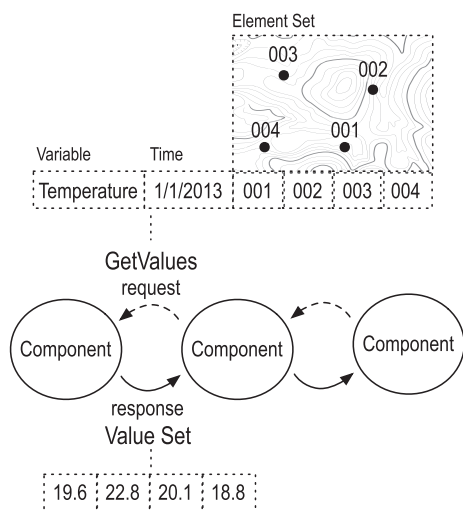 Element Set
003
002
004
001
Variable Time
Temperature 1/1/2013 001 002 003 004
GetValues
request
Component Component Component
response
Value Set
19.6 22.8 20.1 18.8